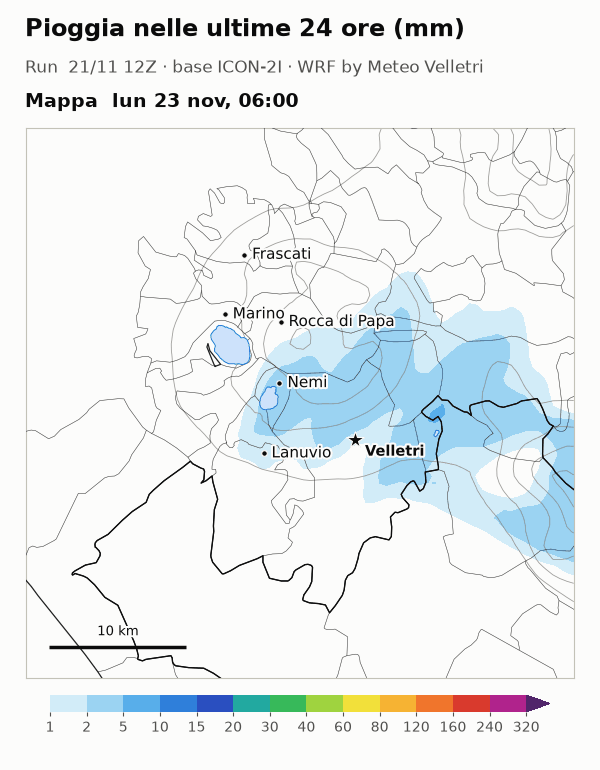 Pioggia nelle ultime 24 ore (mm)
Run 21/11 12Z · base ICON-2I · WRF by Meteo Velletri
Mappa lun 23 nov, 06:00
Frascati
Marino
Rocca di Papa
Nemi
Velletri
Lanuvio
10 km
1 2 5 10 15 20 30 40 60 80 120 160 240 320